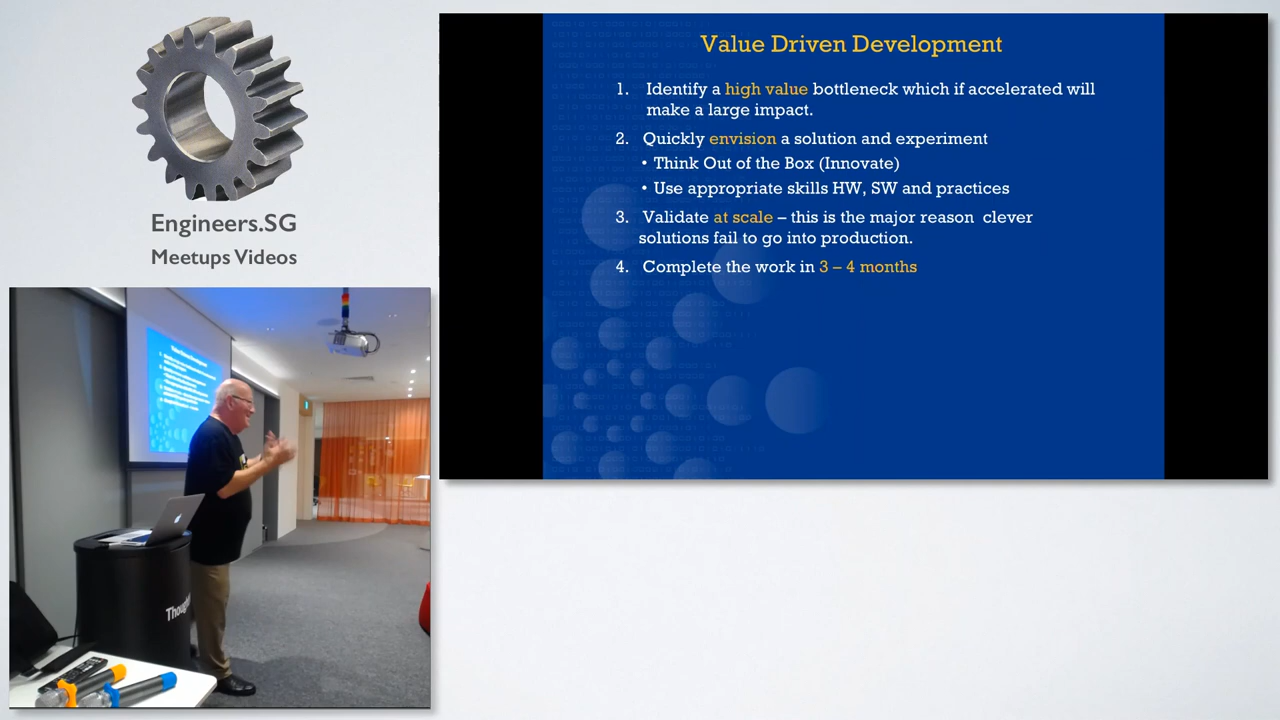 Engineers.SG
Meetups Videos
Value Driven Development
1. Identify a high value bottleneck which if accelerated will
make a large impact.
2. Quickly envision a solution and experiment
• Think Out of the Box (Innovate)
• Use appropriate skills HW, SW and practices
3. Validate at scale – this is the major reason clever
solutions fail to go into production.
4. Complete the work in 3 – 4 months
Value Driven Development